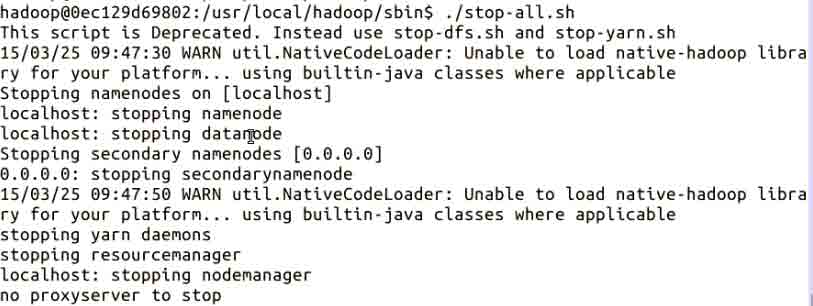 hadoop@0ec129d69802:/usr/local/hadoop/sbin$ ./stop-all.sh
This script is Deprecated. Instead use stop-dfs.sh and stop-yarn.sh
15/03/25 09:47:30 WARN util.NativeCodeLoader: Unable to load native-hadoop libra
ry for your platform... using builtin-java classes where applicable
Stopping namenodes on [localhost]
localhost: stopping namenode
localhost: stopping datanode
Stopping secondary namenodes [0.0.0.0]
0.0.0.0: stopping secondarynamenode
15/03/25 09:47:50 WARN util.NativeCodeLoader: Unable to load native-hadoop libra
ry for your platform... using builtin-java classes where applicable
stopping yarn daemons
stopping resourcemanager
localhost: stopping nodemanager
no proxyserver to stop